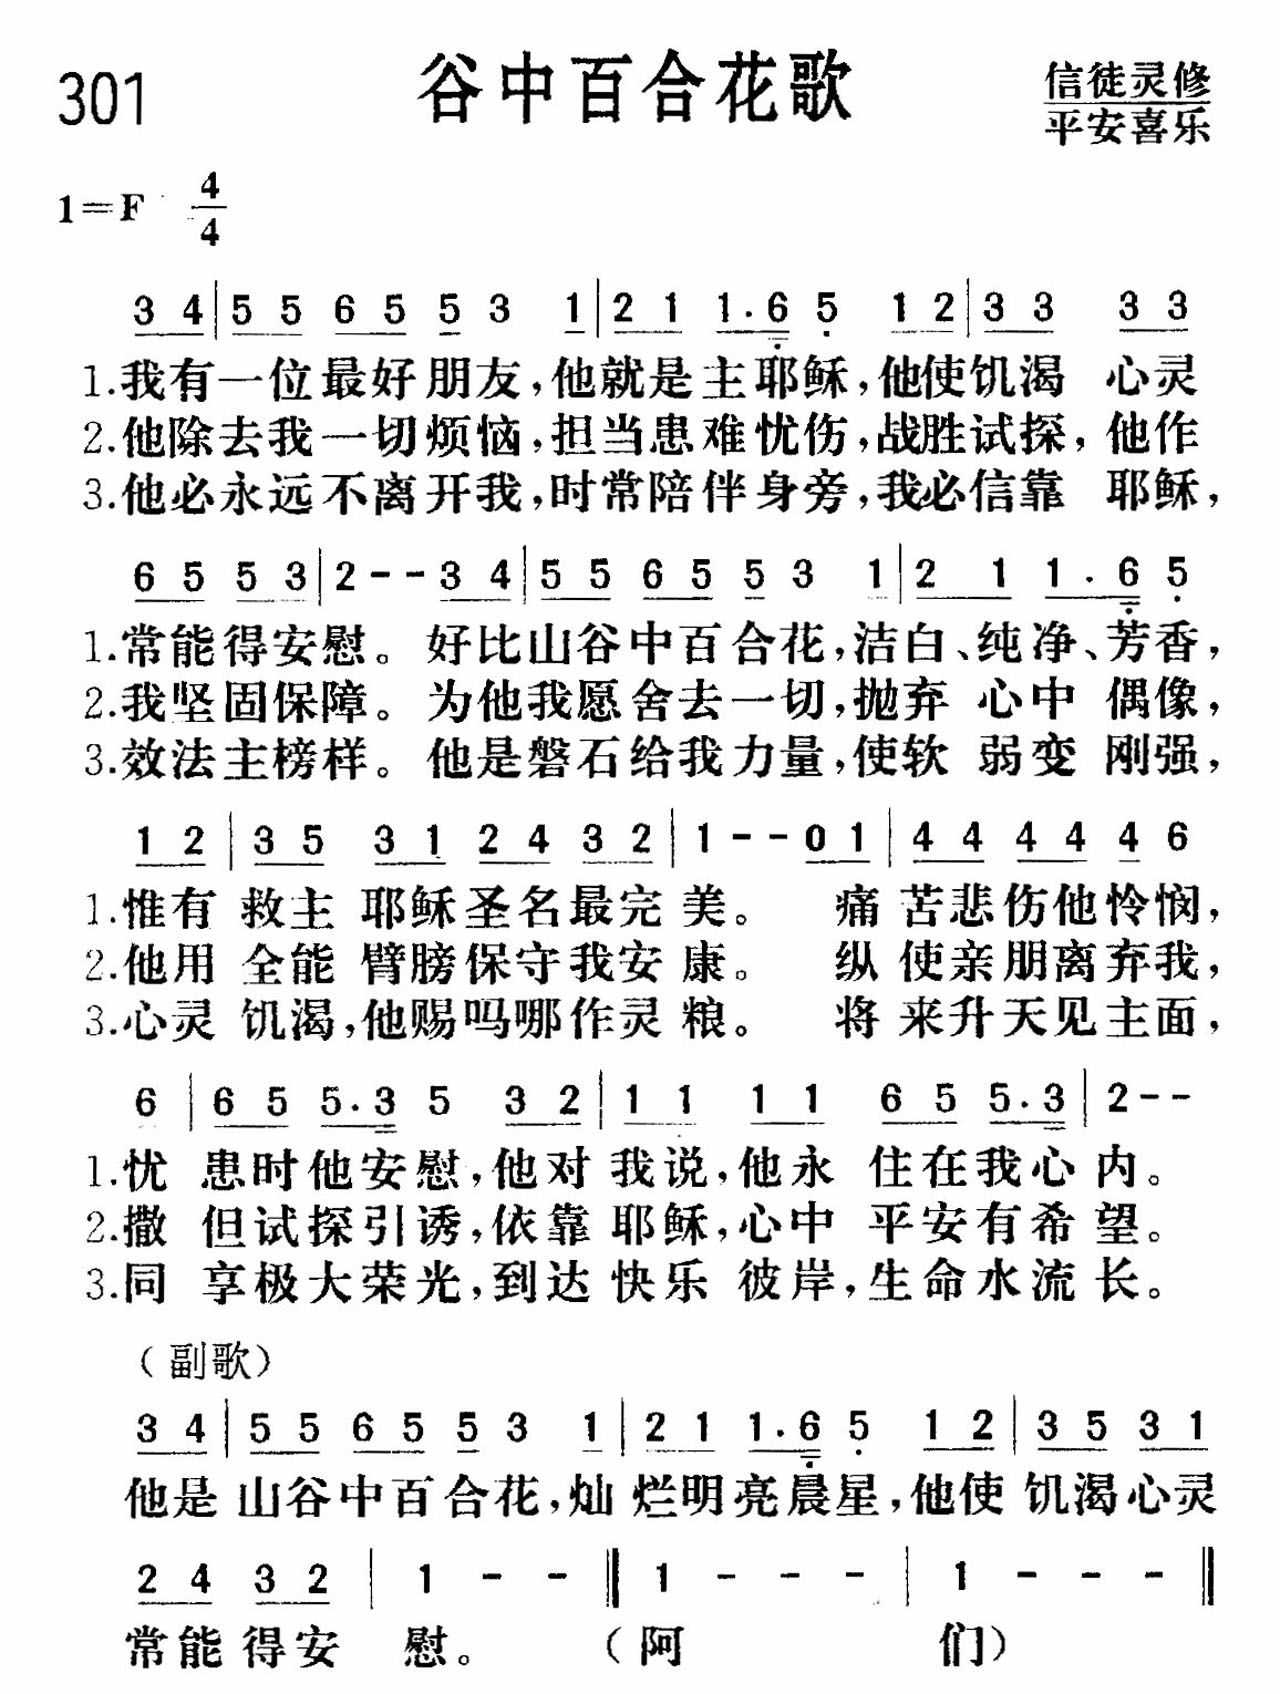 301
谷中百合花歌
信徒灵修
平安喜乐
1=F 4/4
3 4 | 5 5 6 5 5 3 1 | 2 1 1 . 6 5 1 2 | 3 3 3 3
1.我有一位最好朋友,他就是主耶稣,他使饥渴 心灵
2.他除去我一切烦恼,担当患难忧伤,战胜试探,他作
3.他必永远不离开我,时常陪伴身旁,我必信靠 耶稣,
6 5 5 3 | 2 - - 3 4 | 5 5 6 5 5 3 1 | 2 1 1 . 6 5
1.常能得安慰。 好比山谷中百合花,洁白、纯净、芳香,
2.我坚固保障。 为他我愿舍去一切,抛弃 心中 偶像,
3.效法主榜样。 他是磐石给我力量,使软 弱变 刚强,
1 2 | 3 5 3 1 2 4 3 2 | 1 - - 0 1 | 4 4 4 4 4 6
1.惟有 救主 耶稣圣名最完 美。 痛 苦悲伤他怜悯,
2.他用 全能 臂膀保守我安 康。 纵 使亲朋离弃我,
3.心灵 饥渴,他赐吗哪作灵 粮。 将 来升天见主面,
6 | 6 5 5 . 3 5 3 2 | 1 1 1 1 6 5 5 . 3 | 2 - -
1.忧 患时他安慰,他对 我说,他永 住在我心 内。
2.撒 但试探引诱,依靠 耶稣,心中 平安有希 望。
3.同 享极大荣光,到达 快乐 彼岸,生命水流 长。
(副歌)
3 4 | 5 5 6 5 5 3 1 | 2 1 1 . 6 5 1 2 | 3 5 3 1
他是 山谷中百合花,灿 烂明亮晨星,他使 饥渴心灵
2 4 3 2 | 1 - - ‖ 1 - - - | 1 - - - ‖
常能得安 慰。 (阿 们)